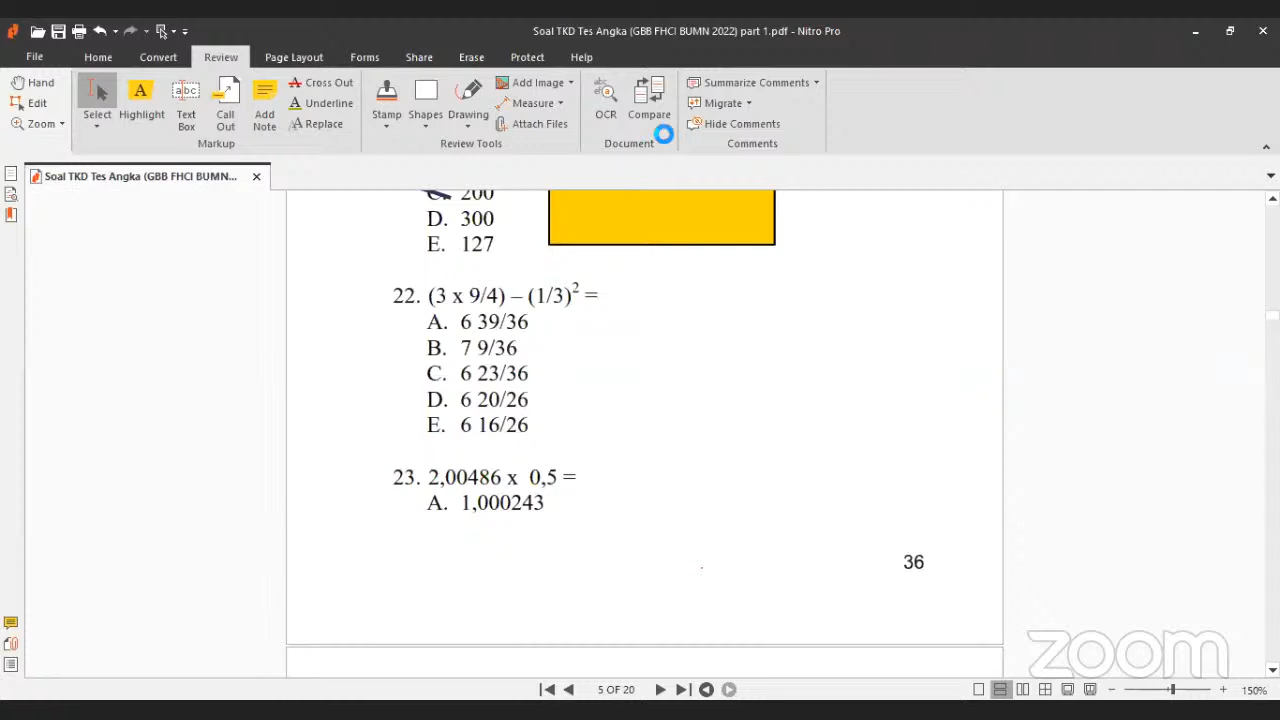 Soal TKD Tes Angka (GBB FHCI BUMN 2022) part 1.pdf - Nitro Pro
File Home Convert Review Page Layout Forms Share Erase Protect Help
Hand
Edit
Zoom
Select
Highlight
Text Box
Call Out
Add Note
Cross Out
Underline
Replace
Markup
Stamp
Shapes
Drawing
Add Image
Measure
Attach Files
Review Tools
OCR
Compare
Document
Summarize Comments
Migrate
Hide Comments
Comments
Soal TKD Tes Angka (GBB FHCI BUMN...
200
D. 300
E. 127
22. (3 x 9/4) – (1/3)² =
A. 6 39/36
B. 7 9/36
C. 6 23/36
D. 6 20/26
E. 6 16/26
23. 2,00486 x 0,5 =
A. 1,000243
36
zoom
5 OF 20
150%